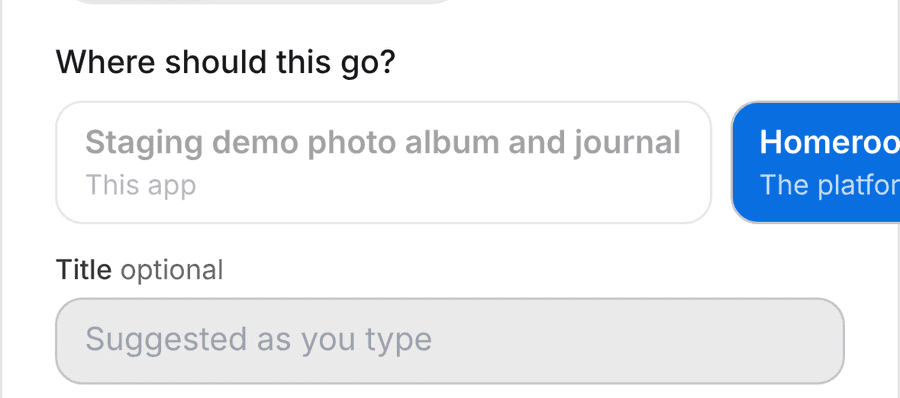 Where should this go?
Staging demo photo album and journal
This app
Homeroo
The platfor
Title optional
Suggested as you type